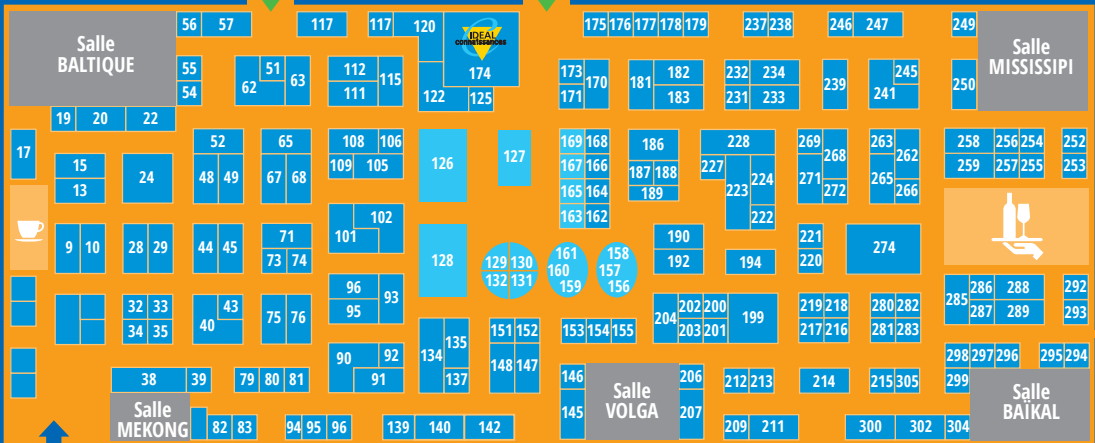 56 57 117 117 120 IDEAL connaissances 175 176 177 178 179 237 238 246 247 249
Salle
BALTIQUE
Salle
MISSISSIPI
55 51 63 112 115 174 173 170 182 232 234 239 245 250
54 62 111 122 125 171 181 183 231 233 241
19 20 22
17 52 65 108 106 126 127 169 168 186 228 269 268 263 262 258 256 254 252
15 24 48 49 67 68 109 105 167 166 187 188 227 223 224 271 272 265 266 259 257 255 253
13 165 164 189 222
163 162
9 10 28 29 44 45 71 101 102 128 161 158 190 221 274
73 74 129 130 160 157 192 194 220
132 131 159 156
32 33 43 75 76 96 93 204 202 200 199 219 218 280 282 285 286 288 292
34 35 40 95 203 201 217 216 281 283 287 289 293
134 135 151 152 153 154 155
90 92 137 148 147 298 297 296 295 294
38 39 79 80 81 91 146 206 212 213 214 215 305 299
Salle
VOLGA
Salle
BAÏKAL
Salle
MEKONG
145 207
82 83 94 95 96 139 140 142 209 211 300 302 304